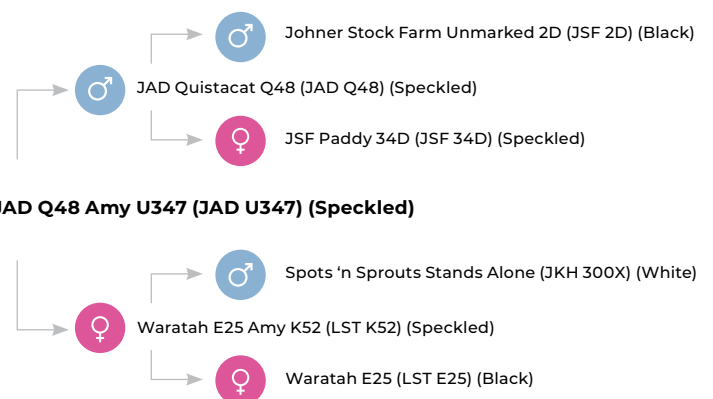 Johner Stock Farm Unmarked 2D (JSF 2D) (Black)
JAD Quistacat Q48 (JAD Q48) (Speckled)
JSF Paddy 34D (JSF 34D) (Speckled)
JAD Q48 Amy U347 (JAD U347) (Speckled)
Spots ‘n Sprouts Stands Alone (JKH 300X) (White)
Waratah E25 Amy K52 (LST K52) (Speckled)
Waratah E25 (LST E25) (Black)